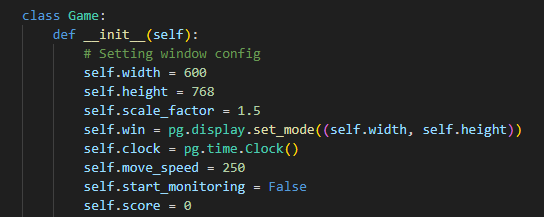 class Game:
    def __init__(self):
        # Setting window config
        self.width = 600
        self.height = 768
        self.scale_factor = 1.5
        self.win = pg.display.set_mode((self.width, self.height))
        self.clock = pg.time.Clock()
        self.move_speed = 250
        self.start_monitoring = False
        self.score = 0